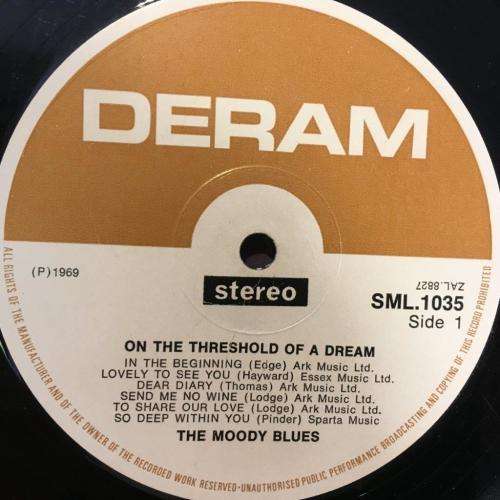 DERAM
(P)1969
stereo
ZAL.8827
SML.1035
Side 1
ON THE THRESHOLD OF A DREAM
IN THE BEGINNING (Edge) Ark Music Ltd.
LOVELY TO SEE YOU (Hayward) Essex Music Ltd.
DEAR DIARY (Thomas) Ark Music Ltd.
SEND ME NO WINE (Lodge) Ark Music Ltd.
TO SHARE OUR LOVE (Lodge) Ark Music Ltd.
SO DEEP WITHIN YOU (Pinder) Sparta Music
THE MOODY BLUES
ALL RIGHTS OF THE MANUFACTURER AND OF THE OWNER OF THE RECORDED WORK RESERVED-UNAUTHORISED PUBLIC PERFORMANCE BROADCASTING AND COPYING OF THIS RECORD PROHIBITED